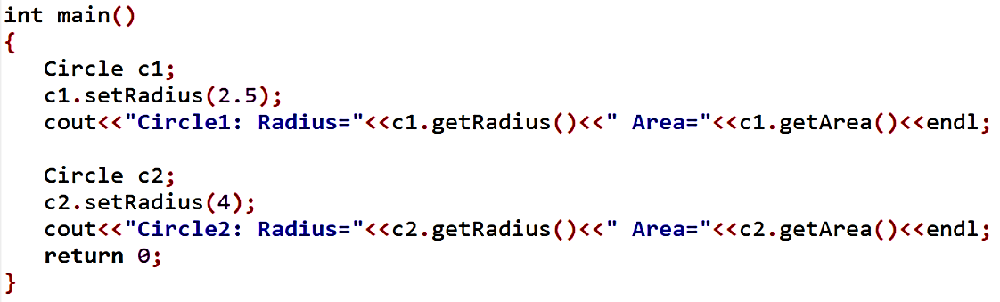 int main()
{
   Circle c1;
   c1.setRadius(2.5);
   cout<<"Circle1: Radius="<<c1.getRadius()<<" Area="<<c1.getArea()<<endl;

   Circle c2;
   c2.setRadius(4);
   cout<<"Circle2: Radius="<<c2.getRadius()<<" Area="<<c2.getArea()<<endl;
   return 0;
}